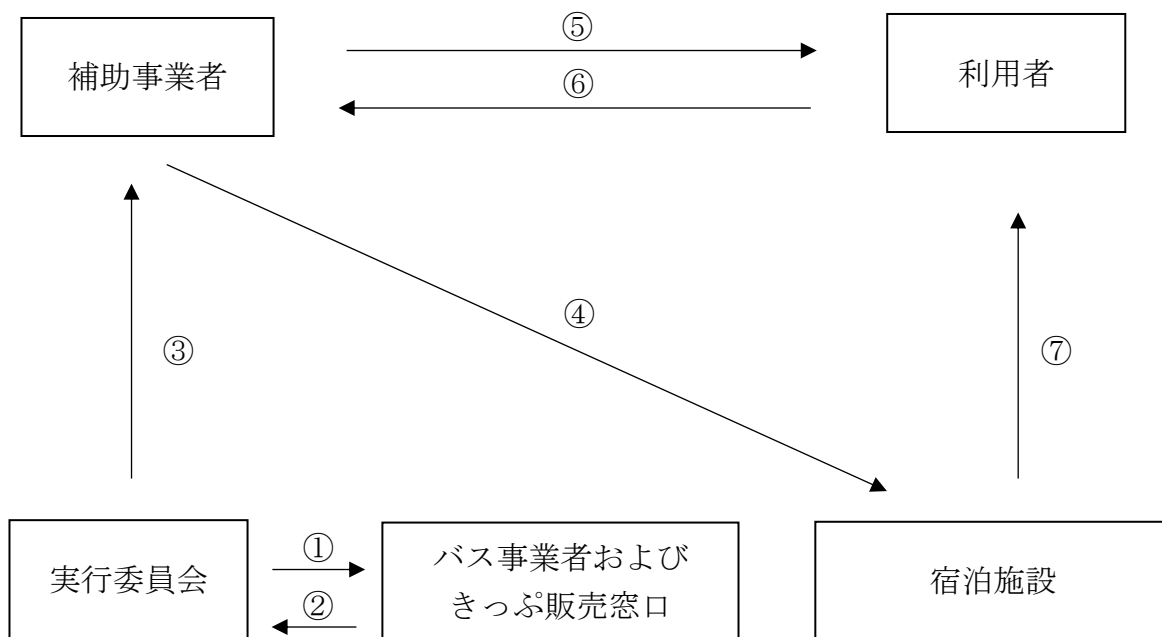 ⑤
補助事業者
利用者
⑥
④
③
⑦
①
バス事業者および
実行委員会
宿泊施設
②
きっぷ販売窓口